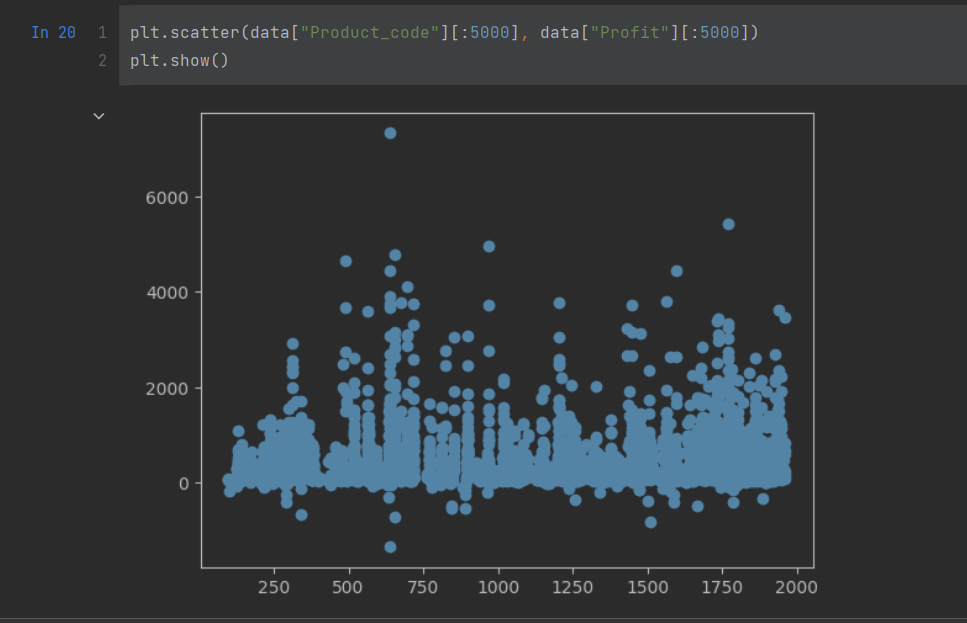 In 20 1 plt.scatter(data["Product_code"][:5000], data["Profit"][:5000])
2 plt.show()
6000
4000
2000
0
250 500 750 1000 1250 1500 1750 2000